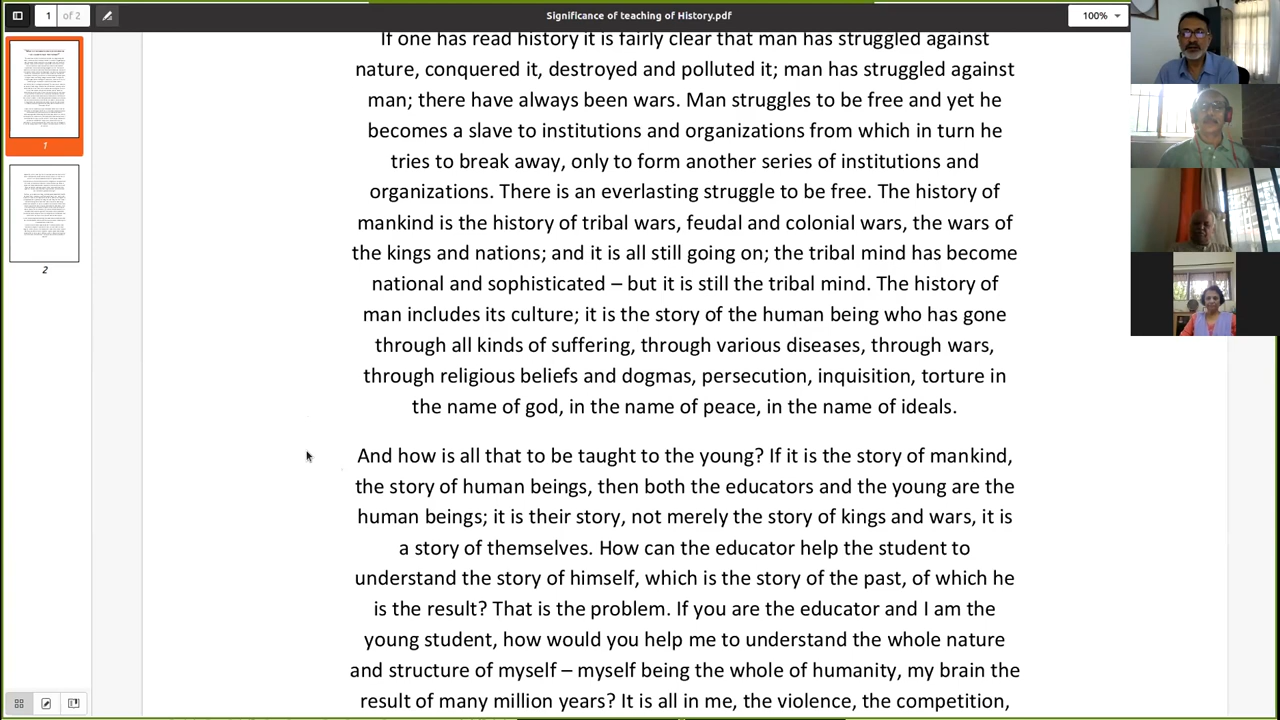 1 of 2
Significance of teaching of History.pdf
100%
1
2
If one has read history it is fairly clear that man has struggled against
nature, conquered it, destroyed and polluted it; man has struggled against
man; there have always been wars. Man struggles to be free and yet he
becomes a slave to institutions and organizations from which in turn he
tries to break away, only to form another series of institutions and
organizations. There is an everlasting struggle to be free. The history of
mankind is the history of tribal wars, feudal and colonial wars, the wars of
the kings and nations; and it is all still going on; the tribal mind has become
national and sophisticated – but it is still the tribal mind. The history of
man includes its culture; it is the story of the human being who has gone
through all kinds of suffering, through various diseases, through wars,
through religious beliefs and dogmas, persecution, inquisition, torture in
the name of god, in the name of peace, in the name of ideals.
And how is all that to be taught to the young? If it is the story of mankind,
the story of human beings, then both the educators and the young are the
human beings; it is their story, not merely the story of kings and wars, it is
a story of themselves. How can the educator help the student to
understand the story of himself, which is the story of the past, of which he
is the result? That is the problem. If you are the educator and I am the
young student, how would you help me to understand the whole nature
and structure of myself – myself being the whole of humanity, my brain the
result of many million years? It is all in me, the violence, the competition,